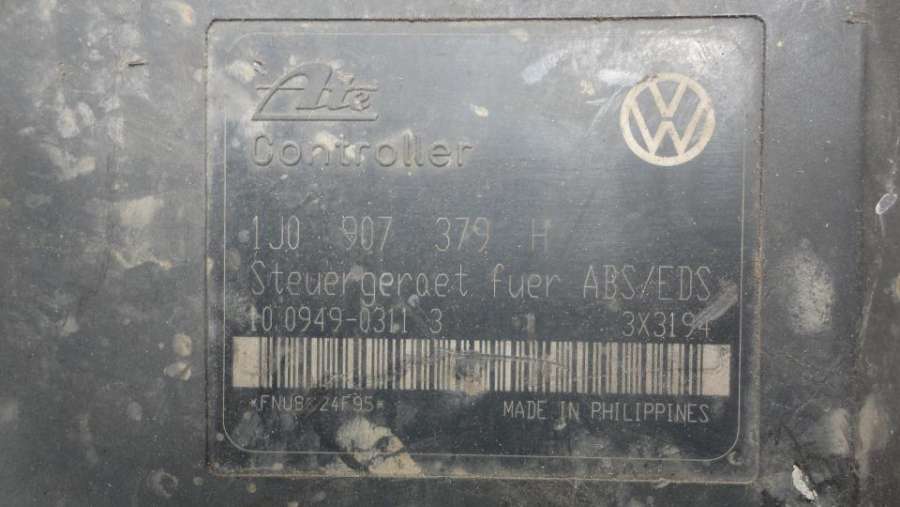 Ate
Controller
1J0 907 379 H
Steuergeraet fuer ABS/EDS
10.0949-0311 3 3X3194
MADE IN PHILIPPINES